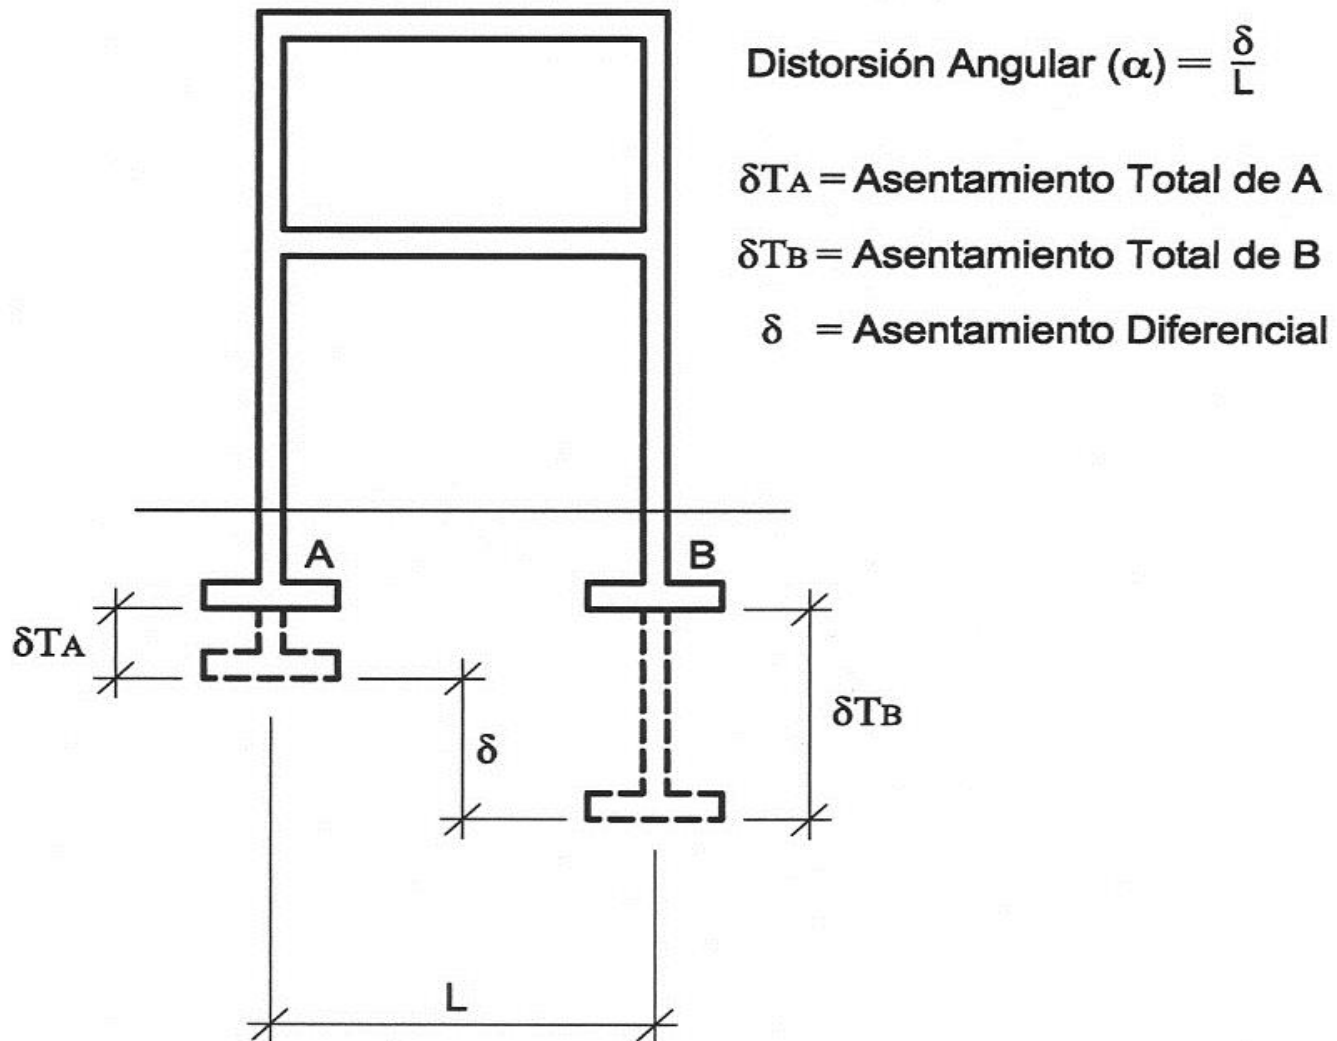 Distorsión Angular (α) = δ/L
δTA = Asentamiento Total de A
δTB = Asentamiento Total de B
δ = Asentamiento Diferencial
A
B
δTA
δTB
δ
L